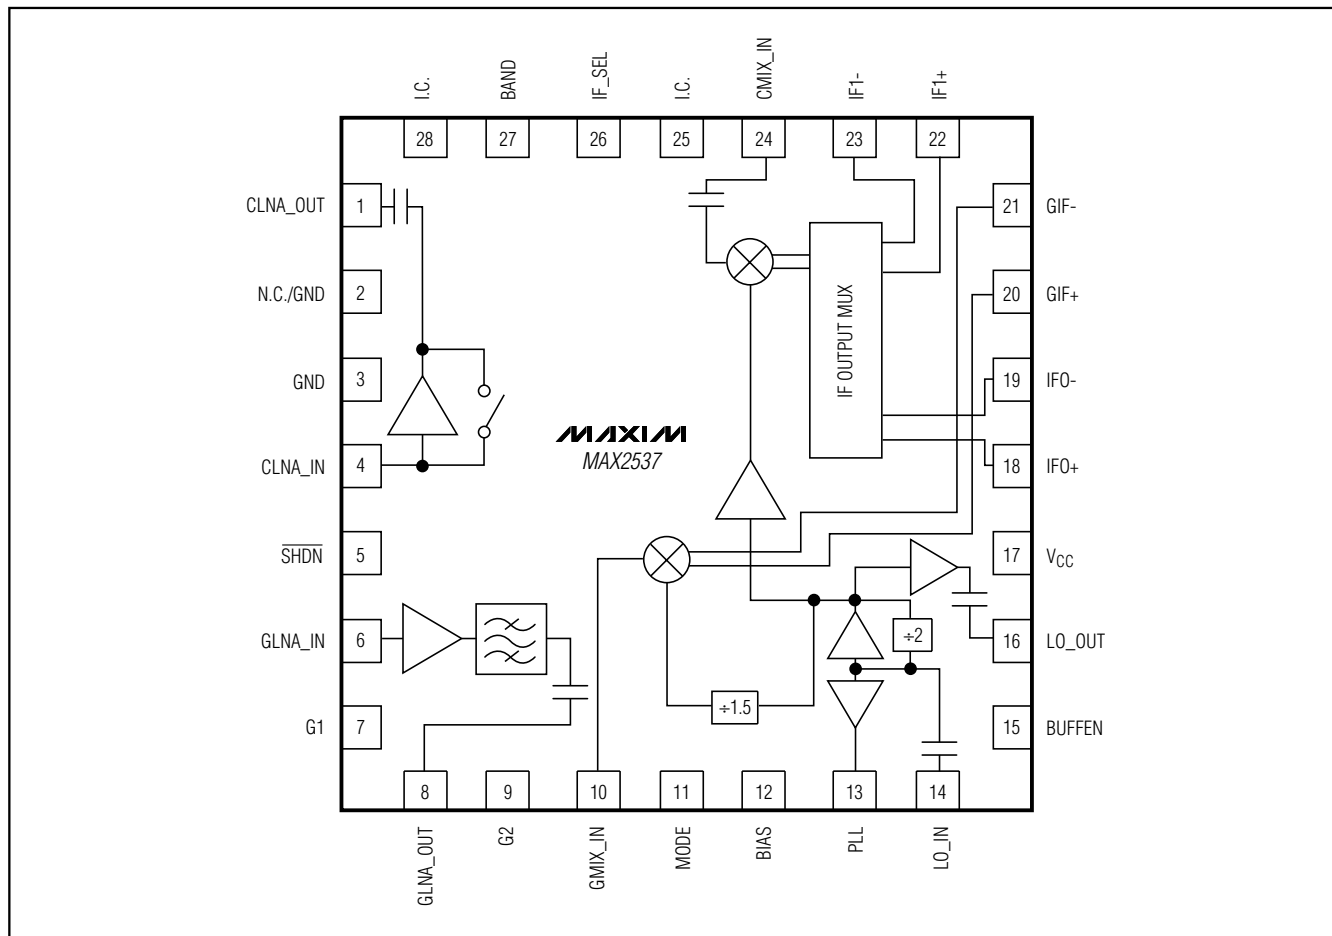 I.C.
BAND
IF_SEL
I.C.
CMIX_IN
IF1-
IF1+
28
27
26
25
24
23
22
CLNA_OUT
1
21
GIF-
N.C./GND
2
20
GIF+
IF OUTPUT MUX
GND
3
19
IFO-
MAXIM
MAX2537
CLNA_IN
4
18
IFO+
SHDN
5
17
VCC
GLNA_IN
6
÷2
16
LO_OUT
G1
7
÷1.5
15
BUFFEN
8
9
10
11
12
13
14
GLNA_OUT
G2
GMIX_IN
MODE
BIAS
PLL
LO_IN